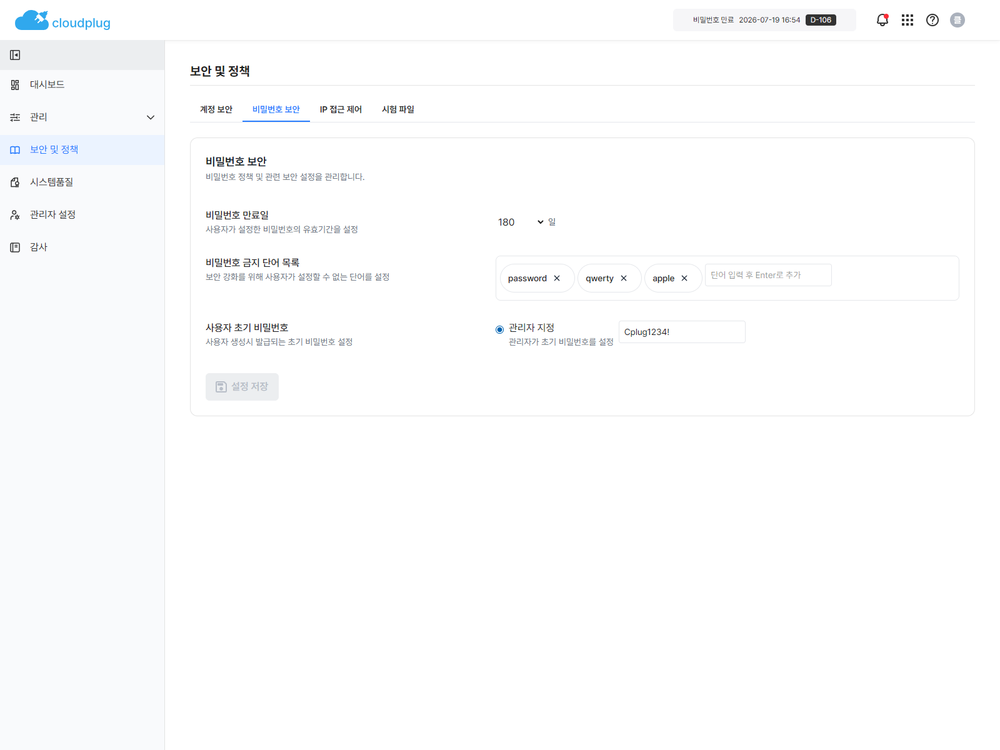 cloudplug
비밀번호 만료 2026-07-19 16:54 D-106
클
대시보드
관리
보안 및 정책
시스템품질
관리자 설정
감사
보안 및 정책
계정 보안 비밀번호 보안 IP 접근 제어 시험 파일
비밀번호 보안
비밀번호 정책 및 관련 보안 설정을 관리합니다.
비밀번호 만료일
사용자가 설정한 비밀번호의 유효기간을 설정
180 일
비밀번호 금지 단어 목록
보안 강화를 위해 사용자가 설정할 수 없는 단어를 설정
password qwerty apple 단어 입력 후 Enter로 추가
사용자 초기 비밀번호
사용자 생성시 발급되는 초기 비밀번호 설정
관리자 지정
관리자가 초기 비밀번호를 설정
Cplug1234!
설정 저장